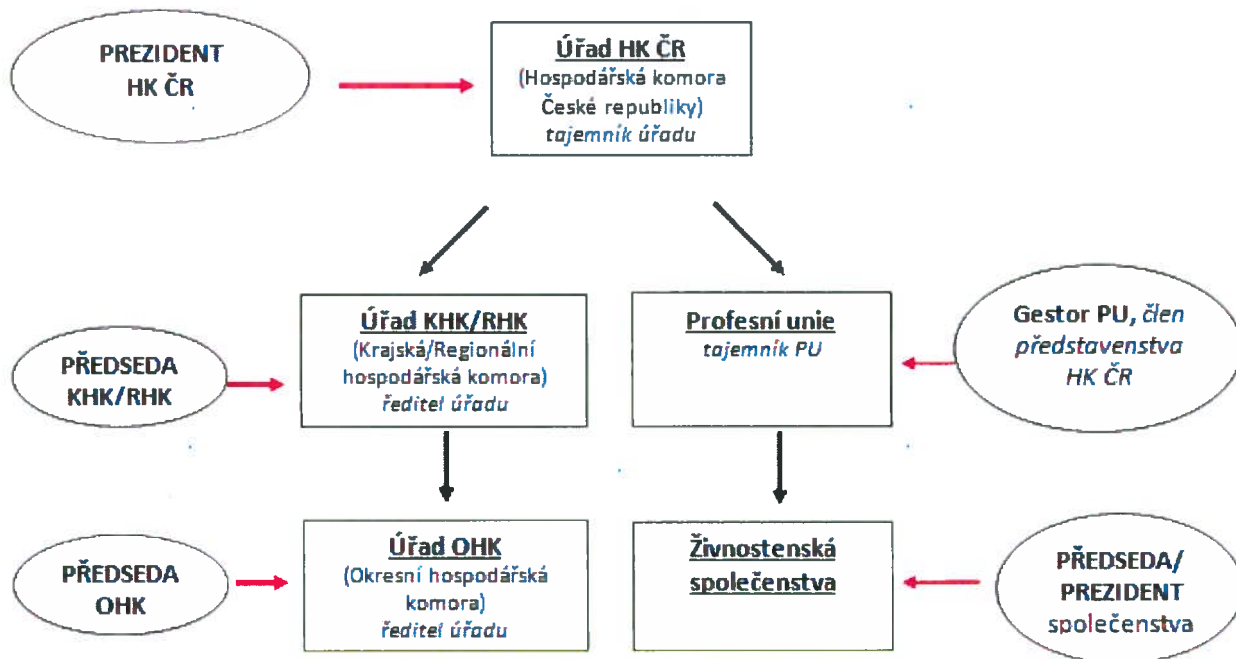 PREZIDENT
HK ČR
Úřad HK ČR
(Hospodářská komora
České republiky)
tajemník úřadu
PŘEDSEDA
KHK/RHK
Úřad KHK/RHK
(Krajská/Regionální
hospodářská komora)
ředitel úřadu
Profesní unie
tajemník PU
Gestor PU, člen
představenstva
HK ČR
PŘEDSEDA
OHK
Úřad OHK
(Okresní hospodářská
komora)
ředitel úřadu
Živnostenská
společenstva
PŘEDSEDA/
PREZIDENT
společenstva